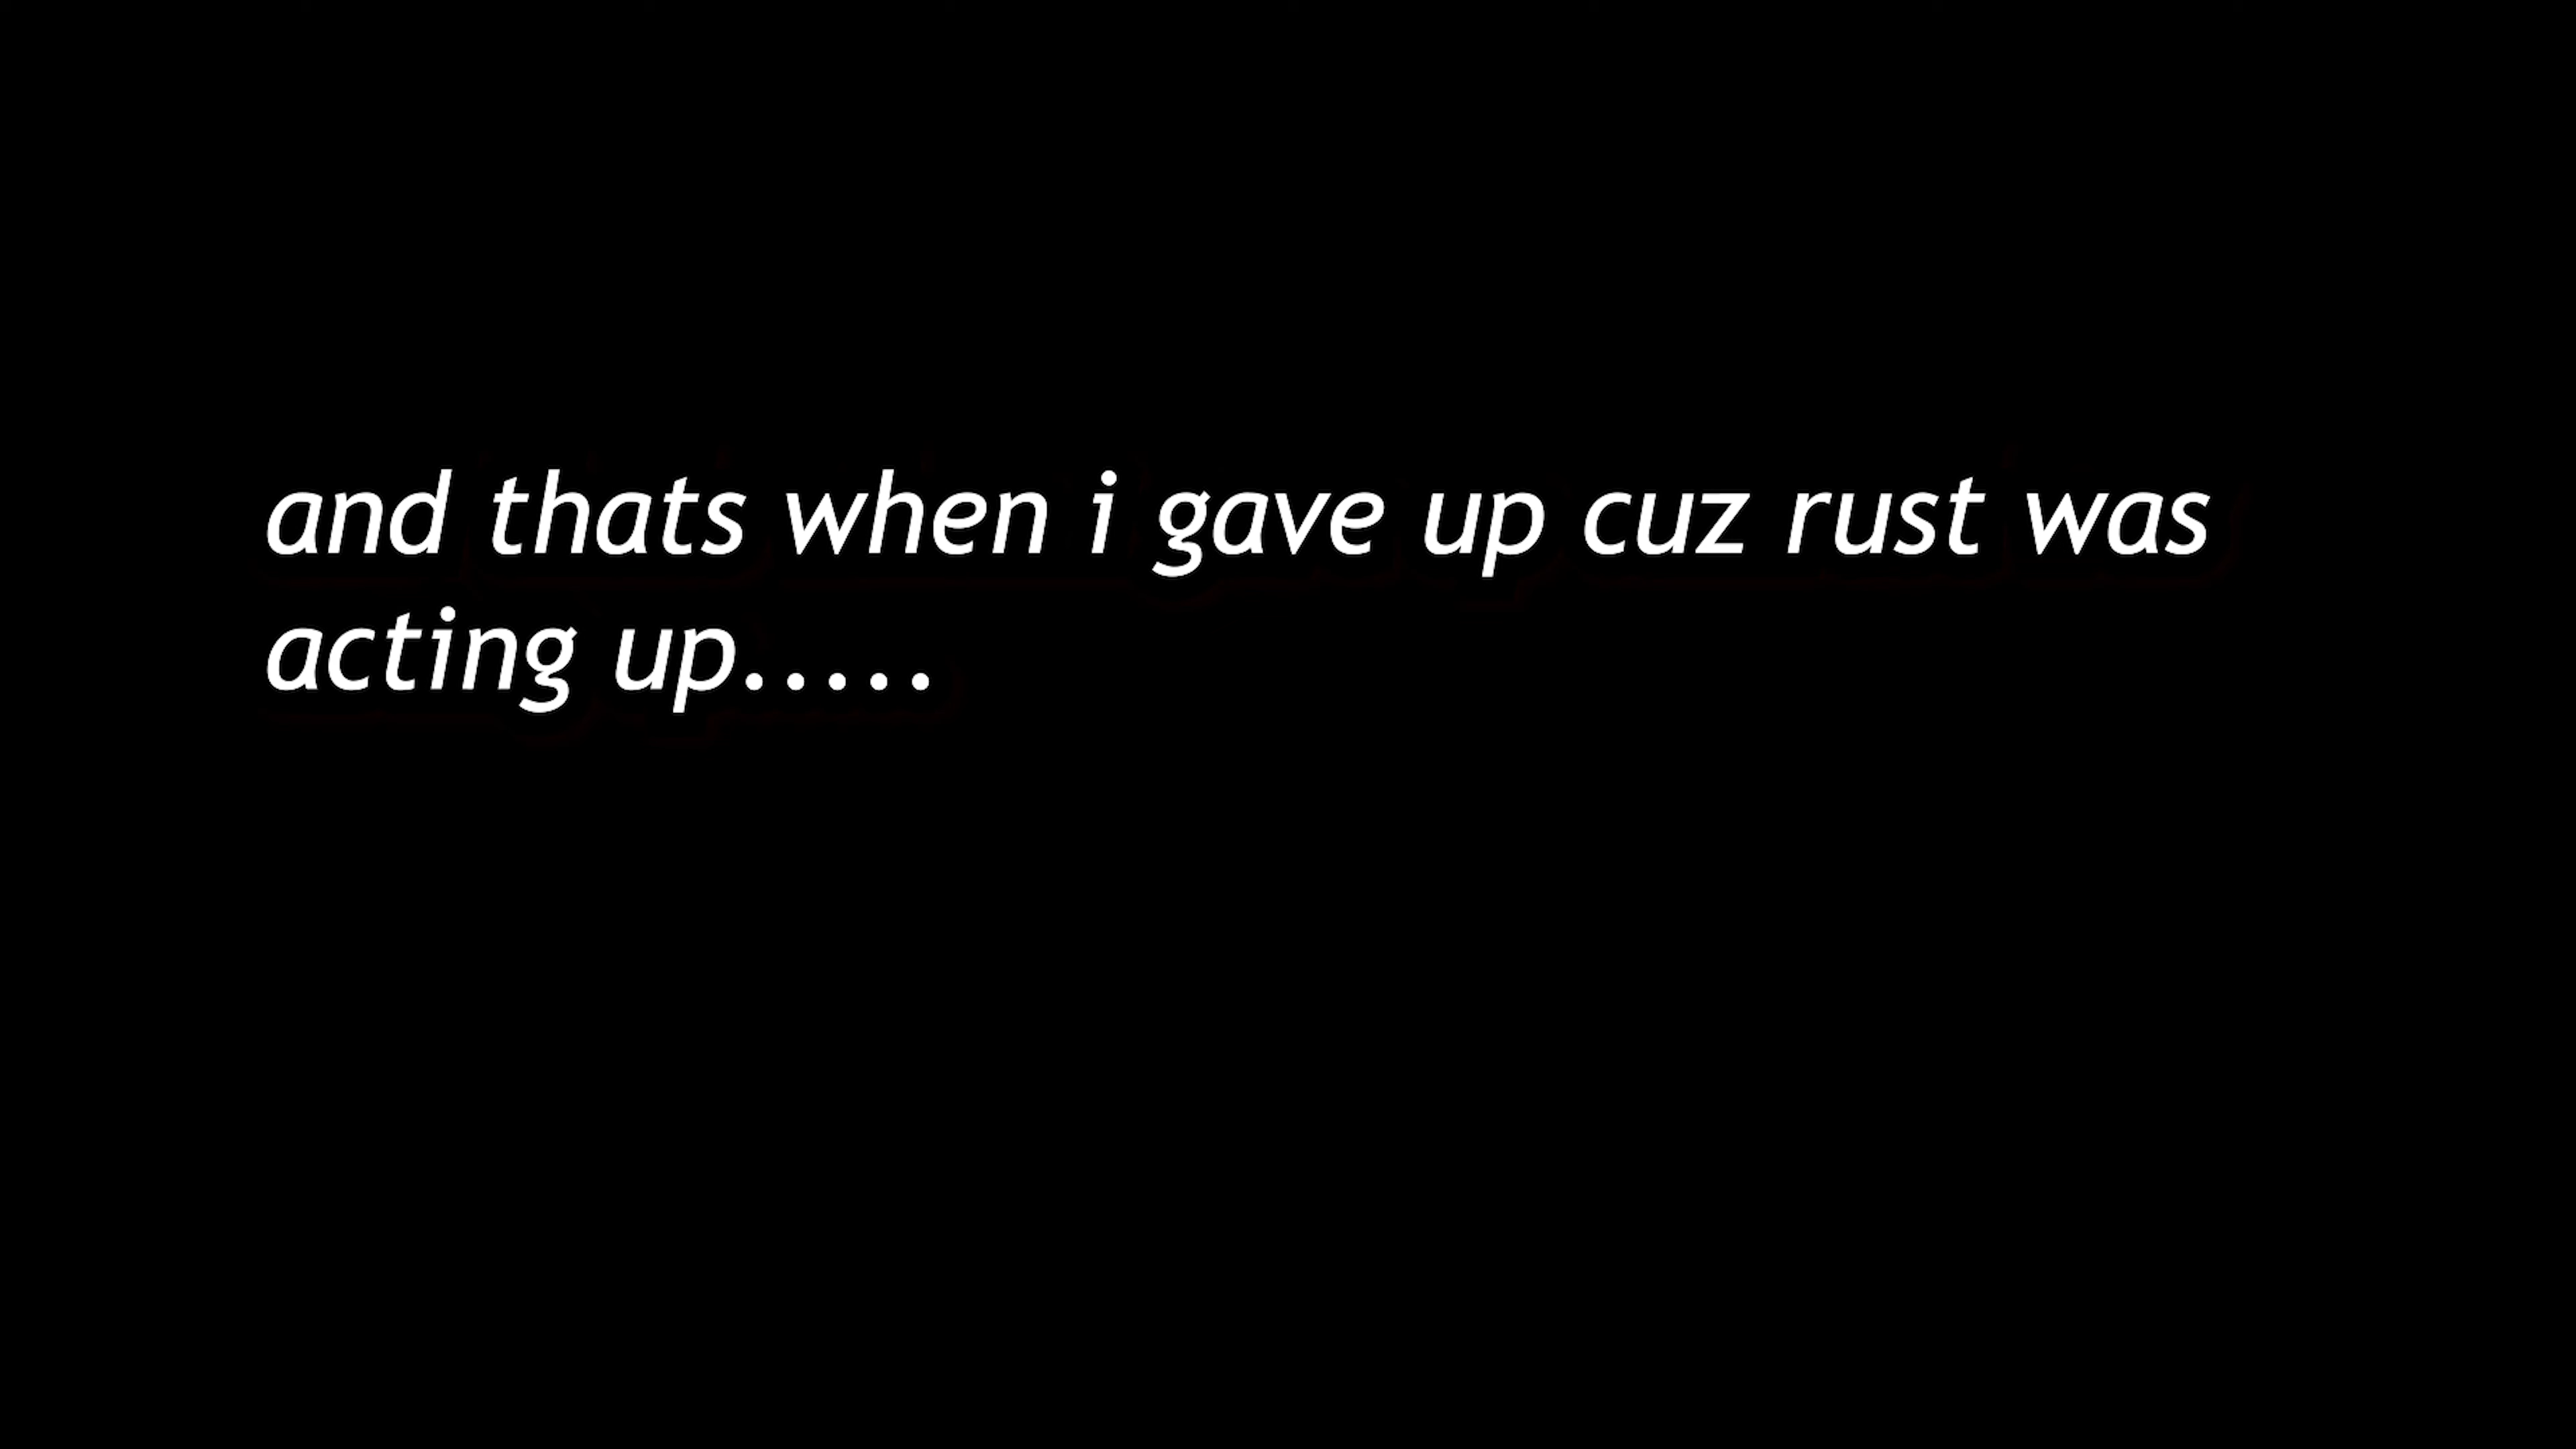 and thats when i gave up cuz rust was
acting up.....